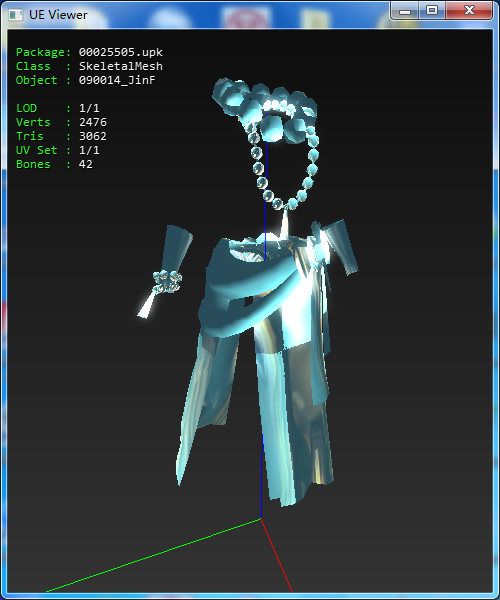 UE Viewer
Package: 00025505.upk
Class : SkeletalMesh
Object : 090014_JinF
LOD : 1/1
Verts : 2476
Tris : 3062
UV Set : 1/1
Bones : 42